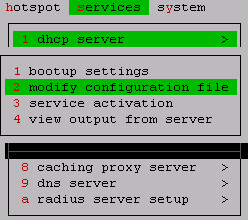 hotspot services system
1 dhcp server >
1 bootup settings
2 modify configuration file
3 service activation
4 view output from server
8 caching proxy server >
9 dns server >
a radius server setup >